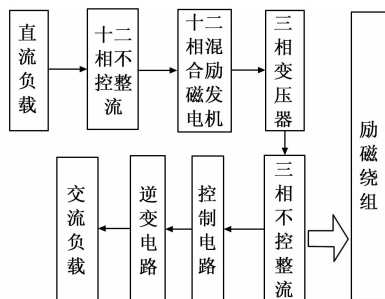 直流负载
十二相不控整流
十二相混合励磁发电机
三相变压器
励磁绕组
交流负载
逆变电路
控制电路
三相不控整流